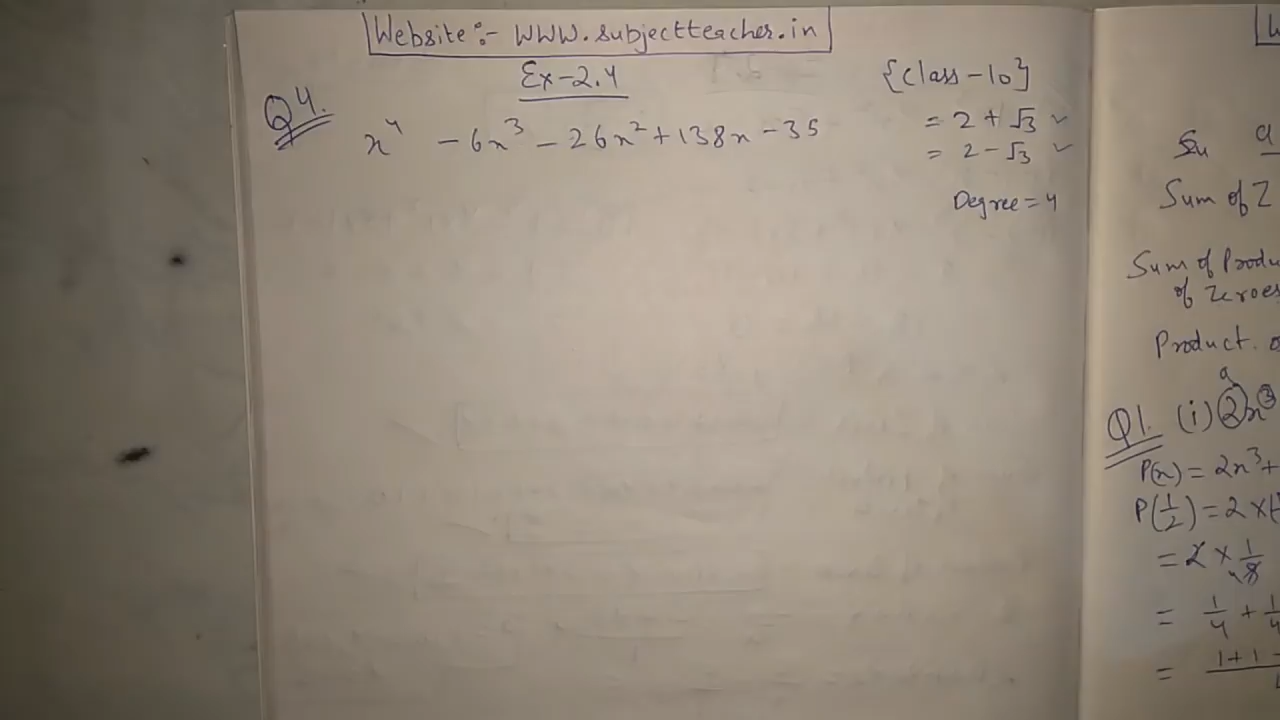 Website:- WWW.subjectteacher.in
Ex-2.4
{Class-10}
Q4.
x⁴ - 6x³ - 26x² + 138x - 35
= 2 + √3 ✓
= 2 - √3 ✓
Degree = 4
Sum of Z
Sum of Produ
of Zeroes
Product.
Q1. (i) 2x³
a
P(x) = 2x³ +
P(1/2) = 2 ×
= 2 × 1/8
= 1/4 + 1/4
= 1+1-